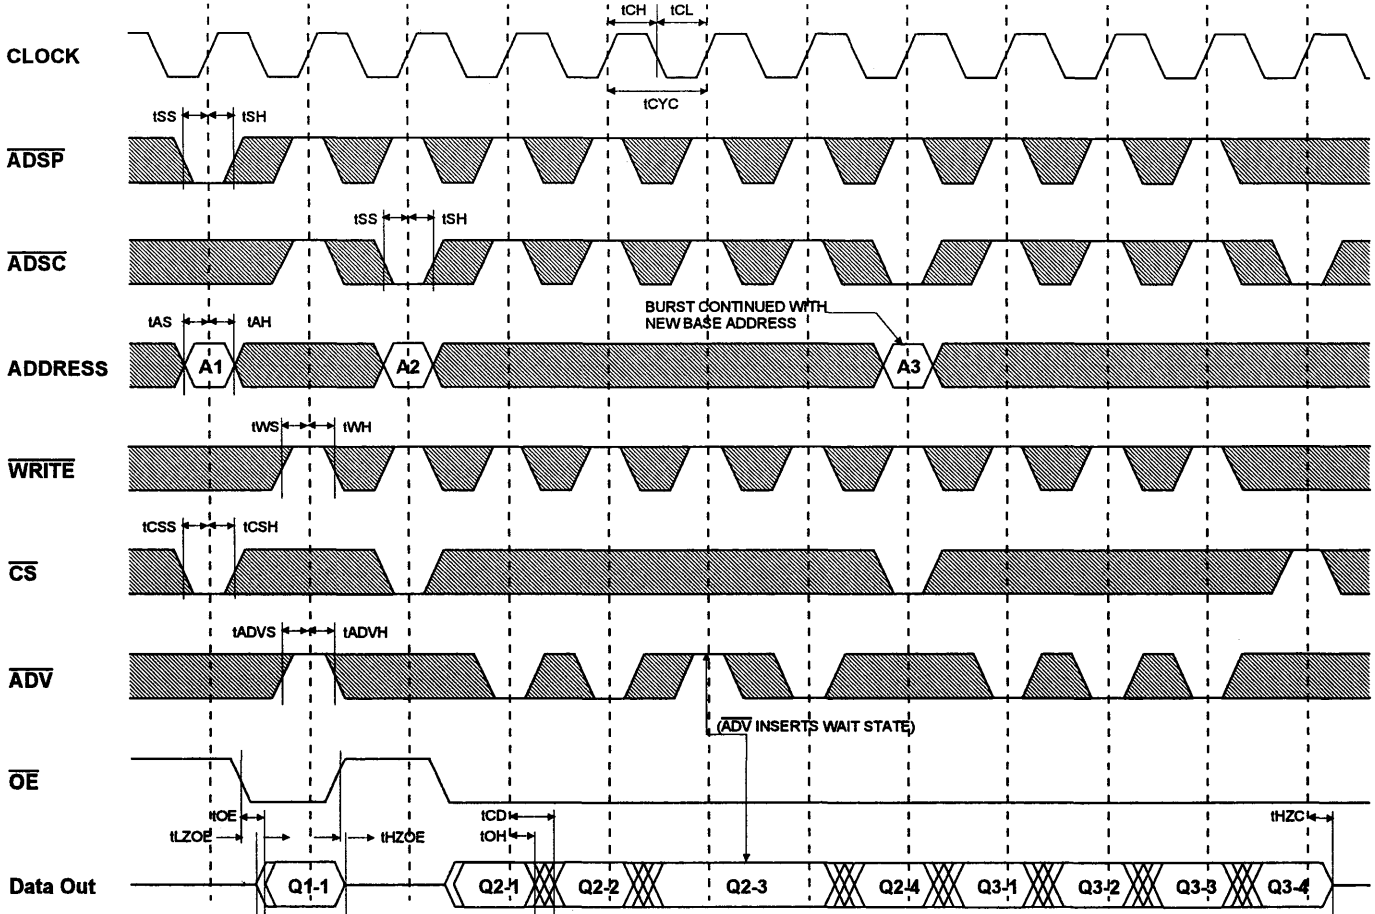 tCH tCL
CLOCK
tCYC
tSS tSH
ADSP
tSS tSH
ADSC
BURST CONTINUED WITH
NEW BASE ADDRESS
tAS tAH
ADDRESS A1 A2 A3
tWS tWH
WRITE
tCSS tCSH
CS
tADVS tADVH
ADV
(ADV INSERTS WAIT STATE)
OE
tOE tCD tHZC
tLZOE tHZOE tOH
Data Out Q1-1 Q2-1 Q2-2 Q2-3 Q2-4 Q3-1 Q3-2 Q3-3 Q3-4